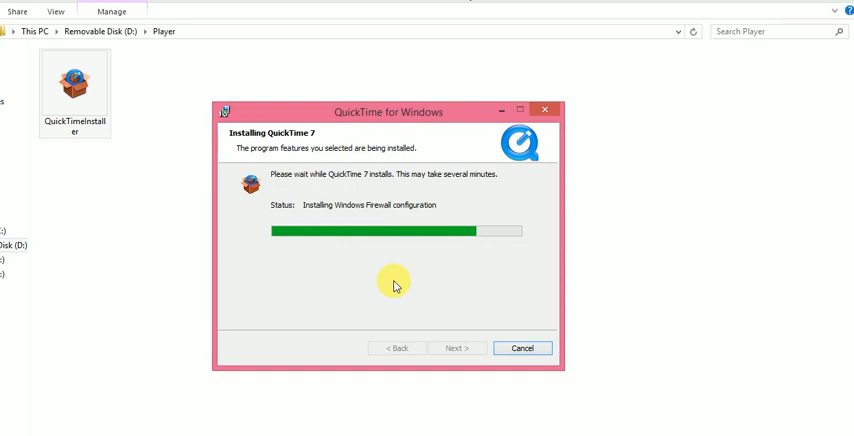 Share View Manage
This PC Removable Disk (D:) Player
Search Player
QuickTimeInstall
er
QuickTime for Windows
Installing QuickTime 7
The program features you selected are being installed.
Please wait while QuickTime 7 installs. This may take several minutes.
Status: Installing Windows Firewall configuration
Disk (D:)
< Back Next > Cancel